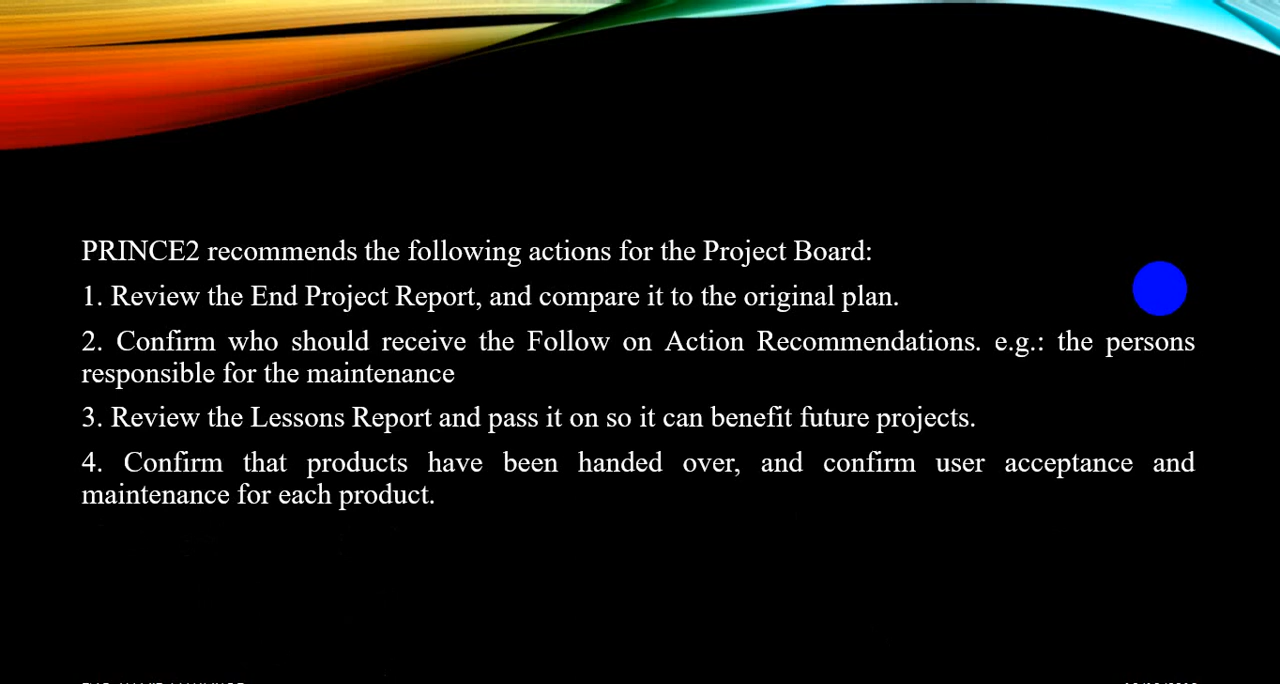 PRINCE2 recommends the following actions for the Project Board:
1. Review the End Project Report, and compare it to the original plan.
2. Confirm who should receive the Follow on Action Recommendations. e.g.: the persons
responsible for the maintenance
3. Review the Lessons Report and pass it on so it can benefit future projects.
4. Confirm that products have been handed over, and confirm user acceptance and
maintenance for each product.